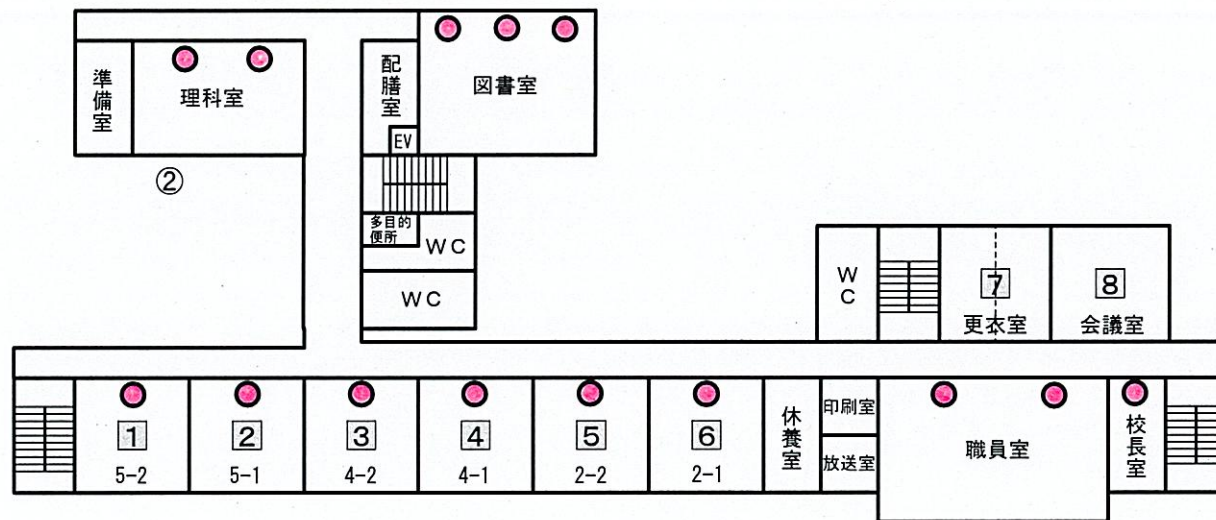 準備室
理科室
配膳室
図書室
EV
②
多目的
便所
WC
WC
WC
7
更衣室
8
会議室
1
5-2
2
5-1
3
4-2
4
4-1
5
2-2
6
2-1
休養室
印刷室
放送室
職員室
校長室